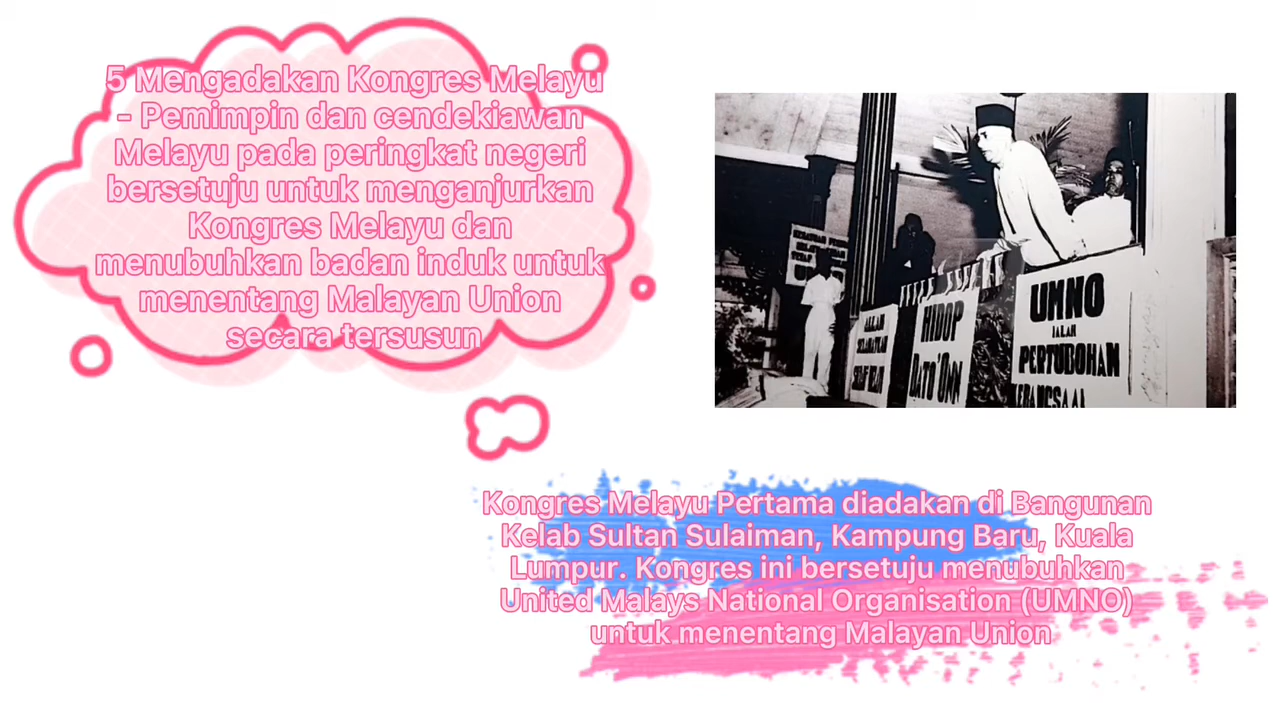 5 Mengadakan Kongres Melayu
- Pemimpin dan cendekiawan
Melayu pada peringkat negeri
bersetuju untuk menganjurkan
Kongres Melayu dan
menubuhkan badan induk untuk
menentang Malayan Union
secara tersusun
HIDOP
DATO'ONN
UMNO
IALAH
PERTUBOHAN
Kongres Melayu Pertama diadakan di Bangunan
Kelab Sultan Sulaiman, Kampung Baru, Kuala
Lumpur. Kongres ini bersetuju menubuhkan
United Malays National Organisation (UMNO)
untuk menentang Malayan Union